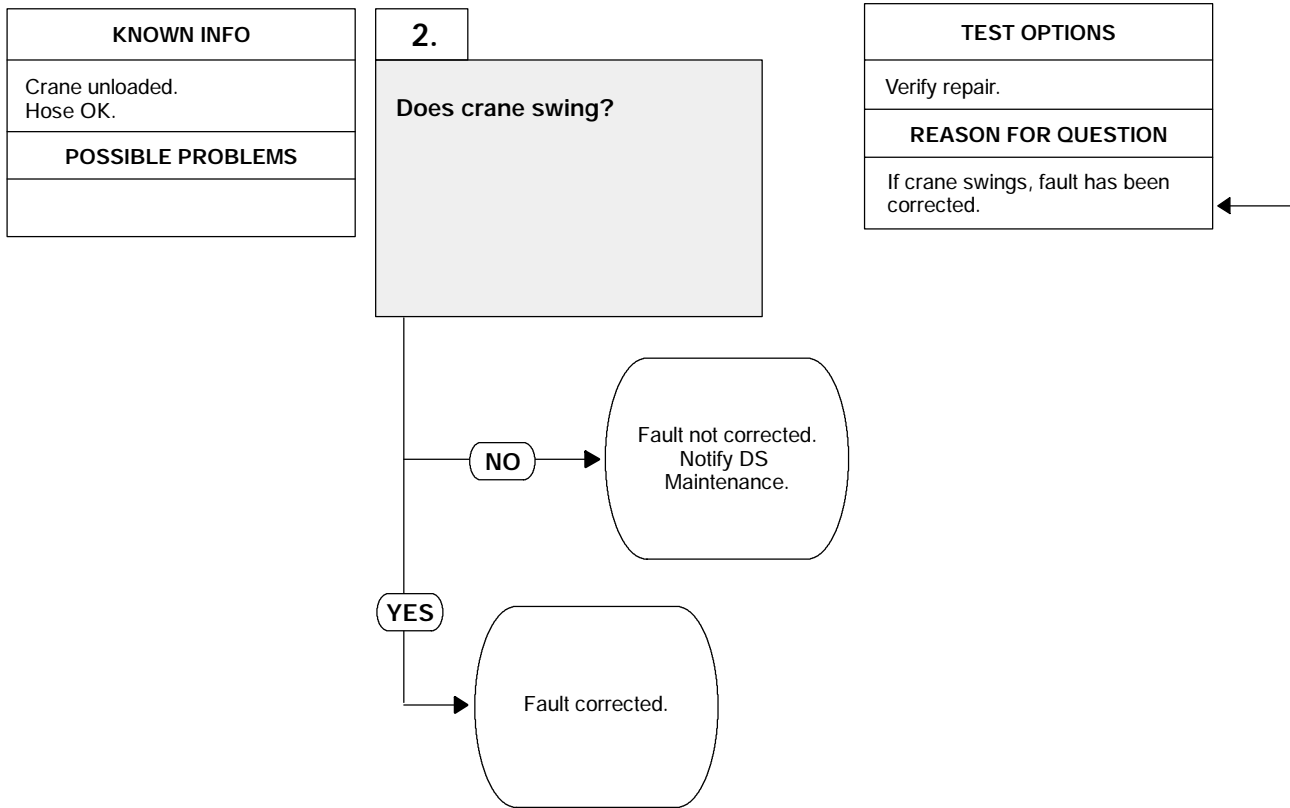 KNOWN INFO
Crane unloaded.
Hose OK.
POSSIBLE PROBLEMS
2.
Does crane swing?
TEST OPTIONS
Verify repair.
REASON FOR QUESTION
If crane swings, fault has been
corrected.
NO
Fault not corrected.
Notify DS
Maintenance.
YES
Fault corrected.